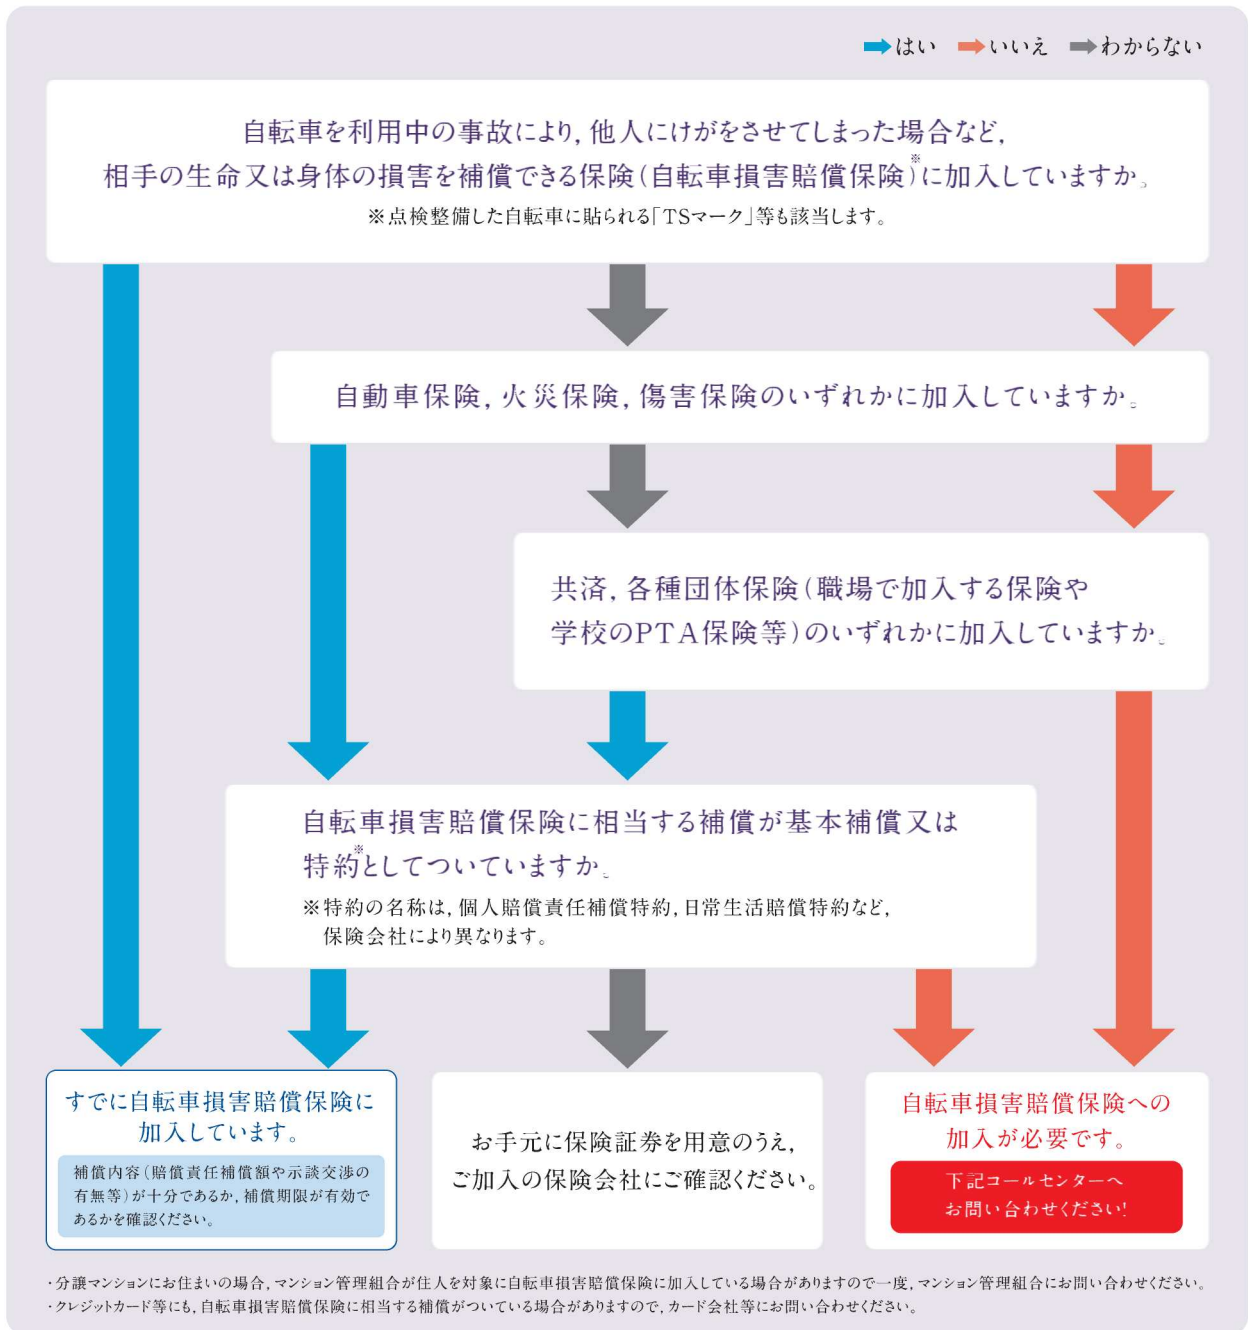 はい いいえ わからない
自転車を利用中の事故により,他人にけがをさせてしまった場合など,
相手の生命又は身体の損害を補償できる保険(自転車損害賠償保険)※に加入していますか。
※点検整備した自転車に貼られる「TSマーク」等も該当します。
自動車保険,火災保険,傷害保険のいずれかに加入していますか。
共済,各種団体保険(職場で加入する保険や
学校のPTA保険等)のいずれかに加入していますか。
自転車損害賠償保険に相当する補償が基本補償又は
特約※としてついていますか。
※特約の名称は,個人賠償責任補償特約,日常生活賠償特約など,
保険会社により異なります。
すでに自転車損害賠償保険に
加入しています。
補償内容(賠償責任補償額や示談交渉の
有無等)が十分であるか,補償期限が有効で
あるかを確認ください。
お手元に保険証券を用意のうえ,
ご加入の保険会社にご確認ください。
自転車損害賠償保険への
加入が必要です。
下記コールセンターへ
お問い合わせください!
・分譲マンションにお住まいの場合,マンション管理組合が住人を対象に自転車損害賠償保険に加入している場合がありますので一度,マンション管理組合にお問い合わせください。
・クレジットカード等にも,自転車損害賠償保険に相当する補償がついている場合がありますので,カード会社等にお問い合わせください。